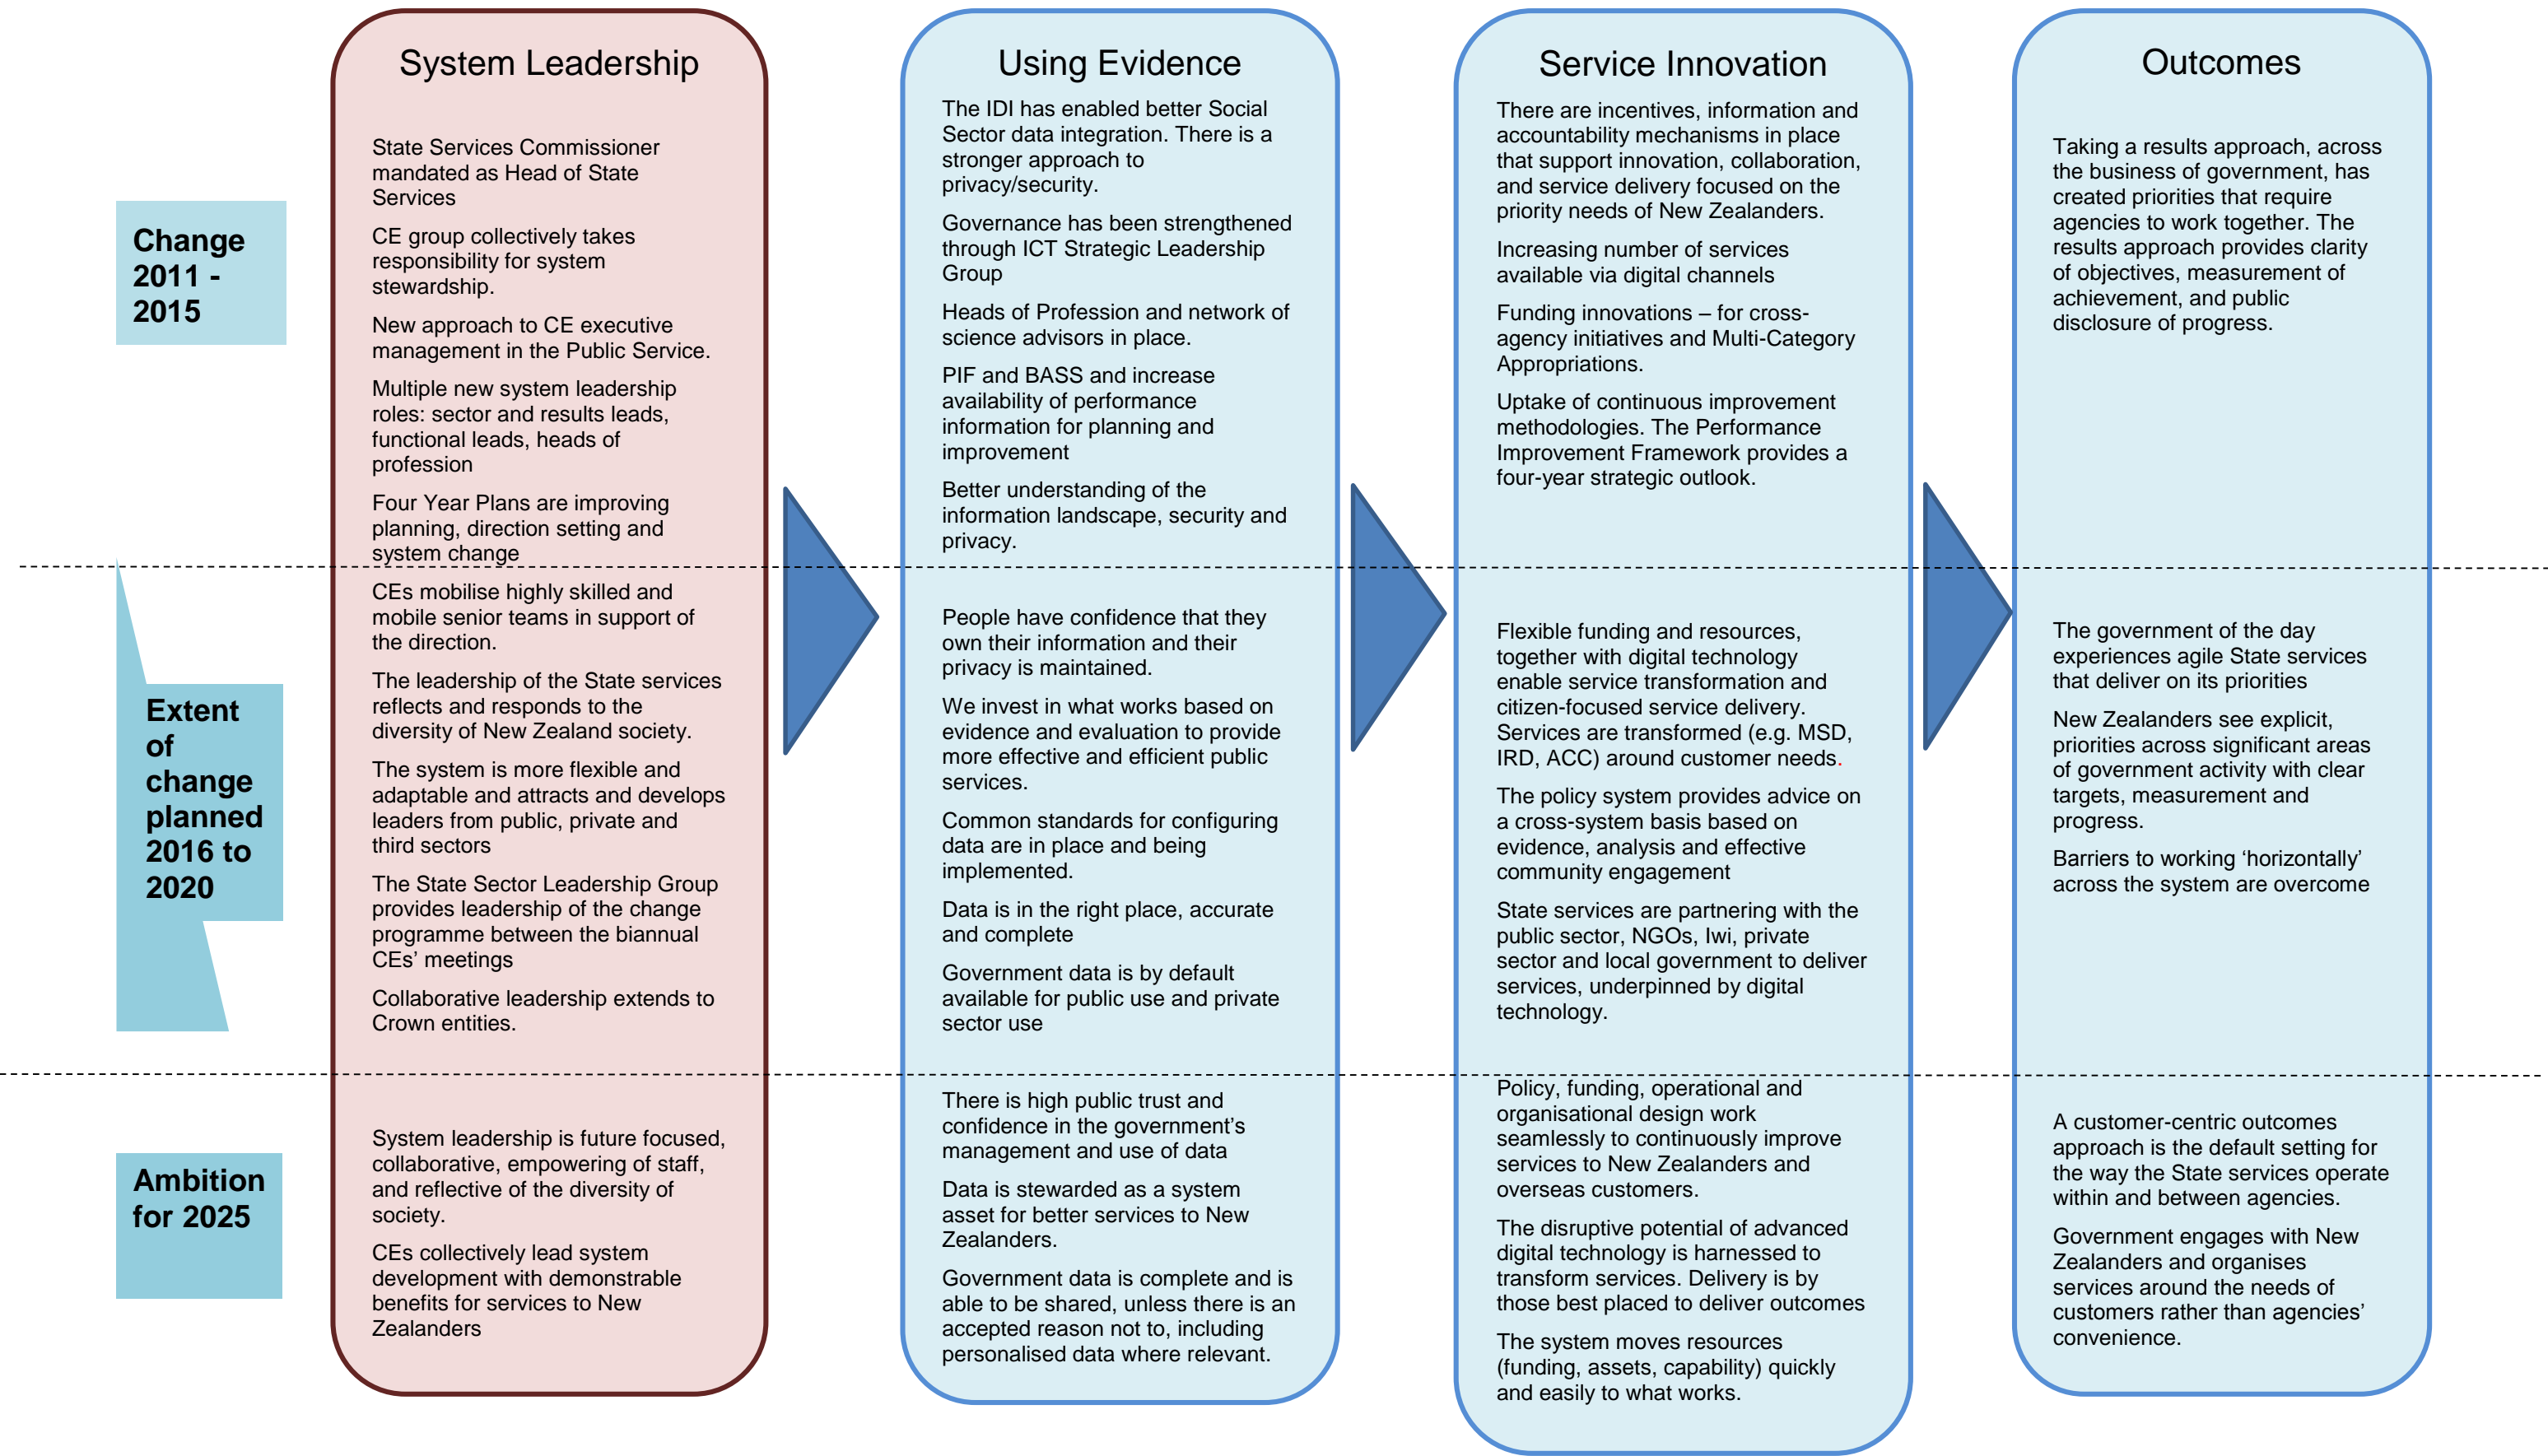 System Leadership
State Services Commissioner
mandated as Head of State
Services
CE group collectively takes
responsibility for system
stewardship.
New approach to CE executive
management in the Public Service.
Multiple new system leadership
roles: sector and results leads,
functional leads, heads of
profession
Four Year Plans are improving
planning, direction setting and
system change
CEs mobilise highly skilled and
mobile senior teams in support of
the direction.
The leadership of the State services
reflects and responds to the
diversity of New Zealand society.
The system is more flexible and
adaptable and attracts and develops
leaders from public, private and
third sectors
The State Sector Leadership Group
provides leadership of the change
programme between the biannual
CEs’ meetings
Collaborative leadership extends to
Crown entities.
System leadership is future focused,
collaborative, empowering of staff,
and reflective of the diversity of
society.
CEs collectively lead system
development with demonstrable
benefits for services to New
Zealanders
Using Evidence
The IDI has enabled better Social
Sector data integration. There is a
stronger approach to
privacy/security.
Governance has been strengthened
through ICT Strategic Leadership
Group
Heads of Profession and network of
science advisors in place.
PIF and BASS and increase
availability of performance
information for planning and
improvement
Better understanding of the
information landscape, security and
privacy.
People have confidence that they
own their information and their
privacy is maintained.
We invest in what works based on
evidence and evaluation to provide
more effective and efficient public
services.
Common standards for configuring
data are in place and being
implemented.
Data is in the right place, accurate
and complete
Government data is by default
available for public use and private
sector use
There is high public trust and
confidence in the government’s
management and use of data
Data is stewarded as a system
asset for better services to New
Zealanders.
Government data is complete and is
able to be shared, unless there is an
accepted reason not to, including
personalised data where relevant.
Service Innovation
There are incentives, information and
accountability mechanisms in place
that support innovation, collaboration,
and service delivery focused on the
priority needs of New Zealanders.
Increasing number of services
available via digital channels
Funding innovations – for cross-
agency initiatives and Multi-Category
Appropriations.
Uptake of continuous improvement
methodologies. The Performance
Improvement Framework provides a
four-year strategic outlook.
Flexible funding and resources,
together with digital technology
enable service transformation and
citizen-focused service delivery.
Services are transformed (e.g. MSD,
IRD, ACC) around customer needs.
The policy system provides advice on
a cross-system basis based on
evidence, analysis and effective
community engagement
State services are partnering with the
public sector, NGOs, Iwi, private
sector and local government to deliver
services, underpinned by digital
technology.
Policy, funding, operational and
organisational design work
seamlessly to continuously improve
services to New Zealanders and
overseas customers.
The disruptive potential of advanced
digital technology is harnessed to
transform services. Delivery is by
those best placed to deliver outcomes
The system moves resources
(funding, assets, capability) quickly
and easily to what works.
Outcomes
Taking a results approach, across
the business of government, has
created priorities that require
agencies to work together. The
results approach provides clarity
of objectives, measurement of
achievement, and public
disclosure of progress.
The government of the day
experiences agile State services
that deliver on its priorities
New Zealanders see explicit,
priorities across significant areas
of government activity with clear
targets, measurement and
progress.
Barriers to working ‘horizontally’
across the system are overcome
A customer-centric outcomes
approach is the default setting for
the way the State services operate
within and between agencies.
Government engages with New
Zealanders and organises
services around the needs of
customers rather than agencies’
convenience.
Change
2011 -
2015
Extent
of
change
planned
2016 to
2020
Ambition
for 2025